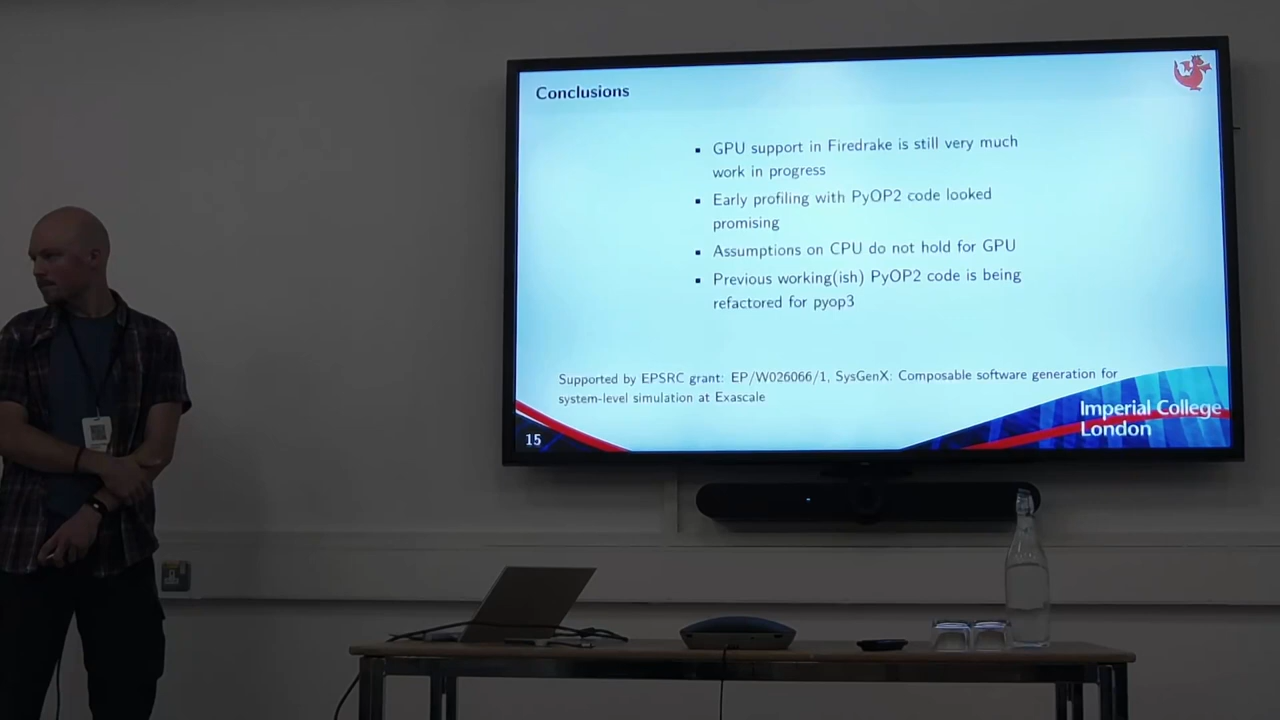 Conclusions
▪ GPU support in Firedrake is still very much
work in progress
▪ Early profiling with PyOP2 code looked
promising
▪ Assumptions on CPU do not hold for GPU
▪ Previous working(ish) PyOP2 code is being
refactored for pyop3
Supported by EPSRC grant: EP/W026066/1, SysGenX: Composable software generation for
system-level simulation at Exascale
15
Imperial College
London